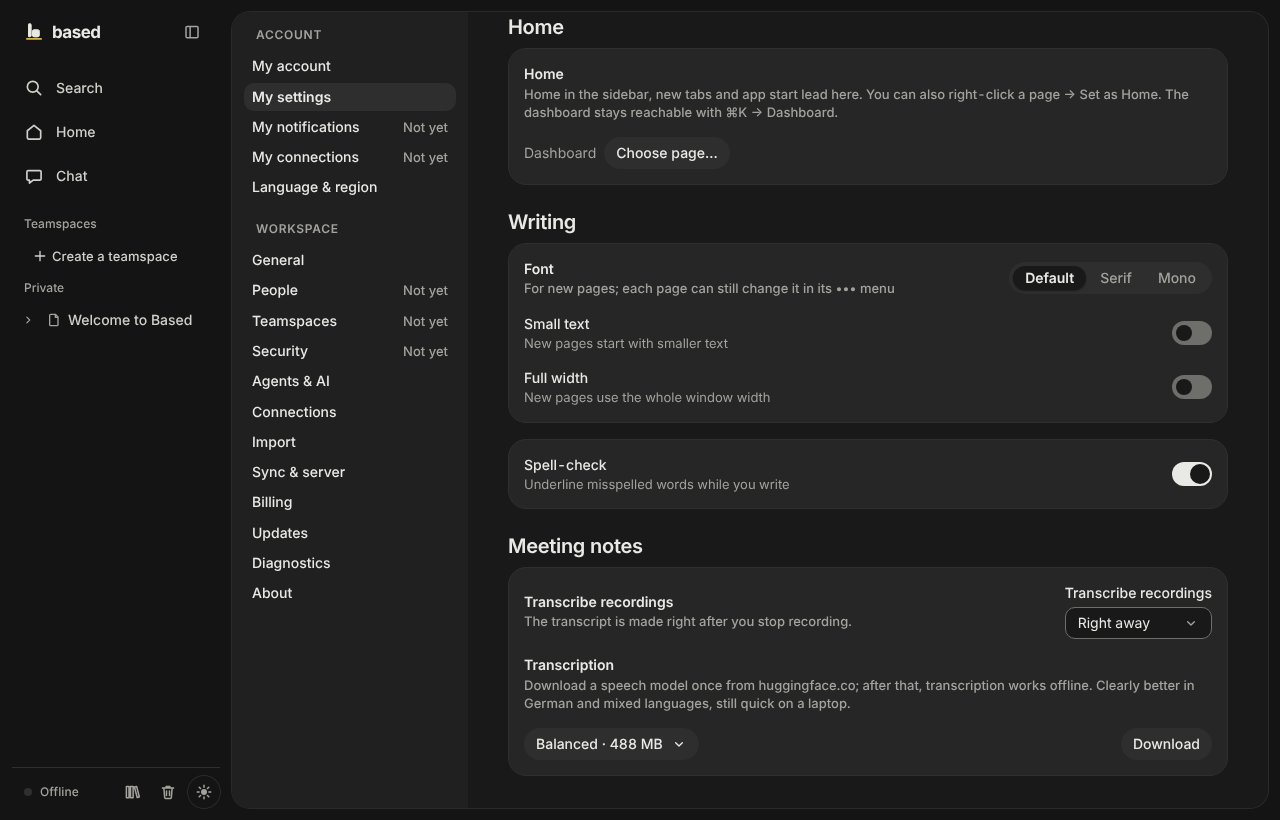 based
Search
Home
Chat
Teamspaces
+ Create a teamspace
Private
Welcome to Based
Offline
ACCOUNT
My account
My settings
My notifications Not yet
My connections Not yet
Language & region
WORKSPACE
General
People Not yet
Teamspaces Not yet
Security Not yet
Agents & AI
Connections
Import
Sync & server
Billing
Updates
Diagnostics
About
Home
Home
Home in the sidebar, new tabs and app start lead here. You can also right-click a page → Set as Home. The
dashboard stays reachable with ⌘K → Dashboard.
Dashboard Choose page...
Writing
Font
For new pages; each page can still change it in its ••• menu
Default Serif Mono
Small text
New pages start with smaller text
Full width
New pages use the whole window width
Spell-check
Underline misspelled words while you write
Meeting notes
Transcribe recordings
The transcript is made right after you stop recording.
Transcribe recordings
Right away
Transcription
Download a speech model once from huggingface.co; after that, transcription works offline. Clearly better in
German and mixed languages, still quick on a laptop.
Balanced · 488 MB
Download